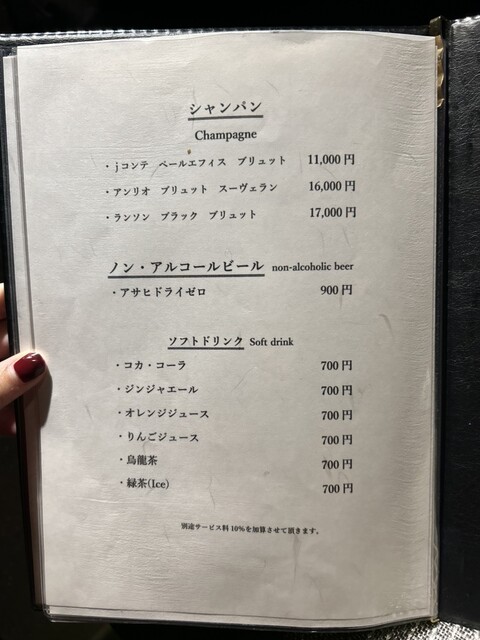 シャンパン
Champagne
・jコンテ ペールエフィス ブリュット 11,000円
・アンリオ ブリュット スーヴェラン 16,000円
・ランソン ブラック ブリュット 17,000円
ノン・アルコールビール non-alcoholic beer
・アサヒドライゼロ 900円
ソフトドリンク Soft drink
・コカ・コーラ 700円
・ジンジャエール 700円
・オレンジジュース 700円
・りんごジュース 700円
・烏龍茶 700円
・緑茶(Ice) 700円
別途サービス料10%を加算させて頂きます。